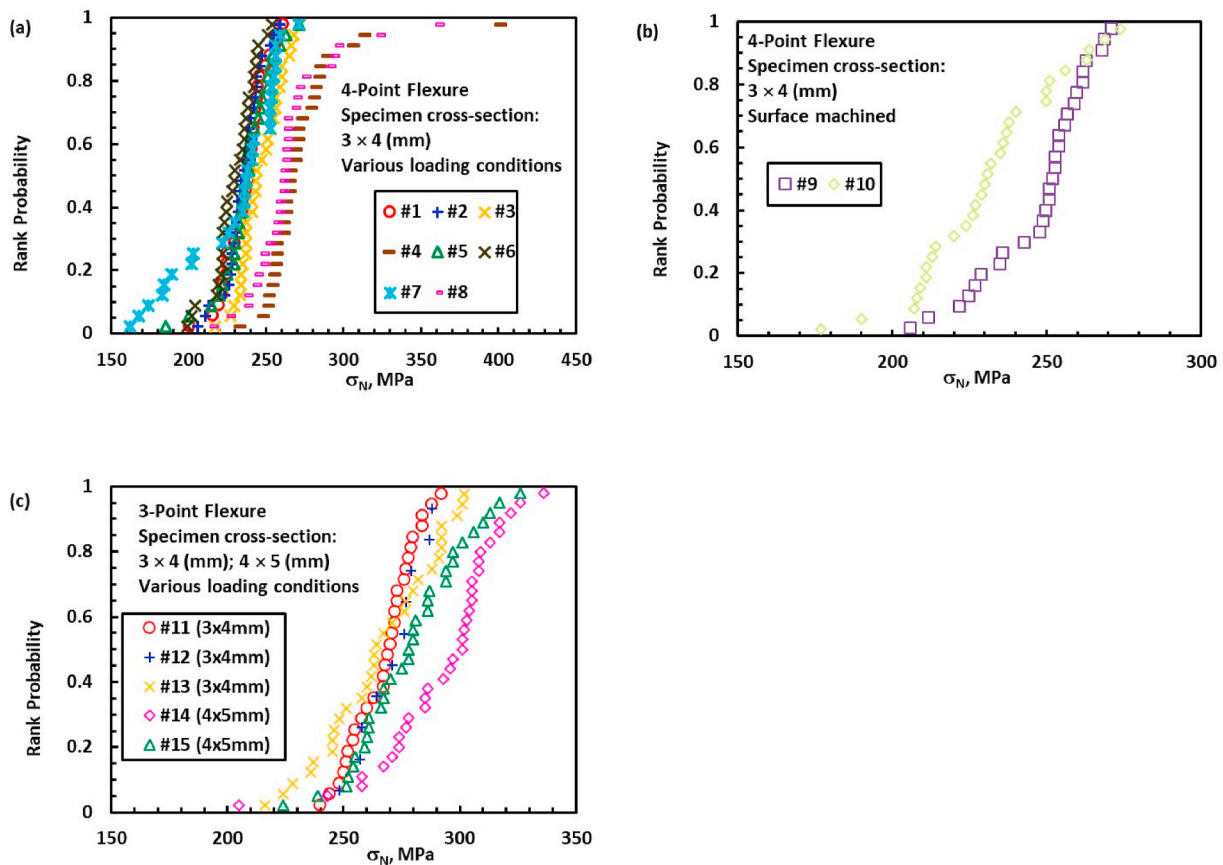 (a)
1
0.8
0.6
0.4
0.2
0
Rank Probability
4-Point Flexure
Specimen cross-section:
3 × 4 (mm)
Various loading conditions
#1 #2 #3
#4 #5 #6
#7 #8
150 200 250 300 350 400 450
σN, MPa
(b)
1
0.8
0.6
0.4
0.2
0
Rank Probability
4-Point Flexure
Specimen cross-section:
3 × 4 (mm)
Surface machined
#9 #10
150 200 250 300
σN, MPa
(c)
1
0.8
0.6
0.4
0.2
0
Rank Probability
3-Point Flexure
Specimen cross-section:
3 × 4 (mm); 4 × 5 (mm)
Various loading conditions
#11 (3x4mm)
#12 (3x4mm)
#13 (3x4mm)
#14 (4x5mm)
#15 (4x5mm)
150 200 250 300 350
σN, MPa